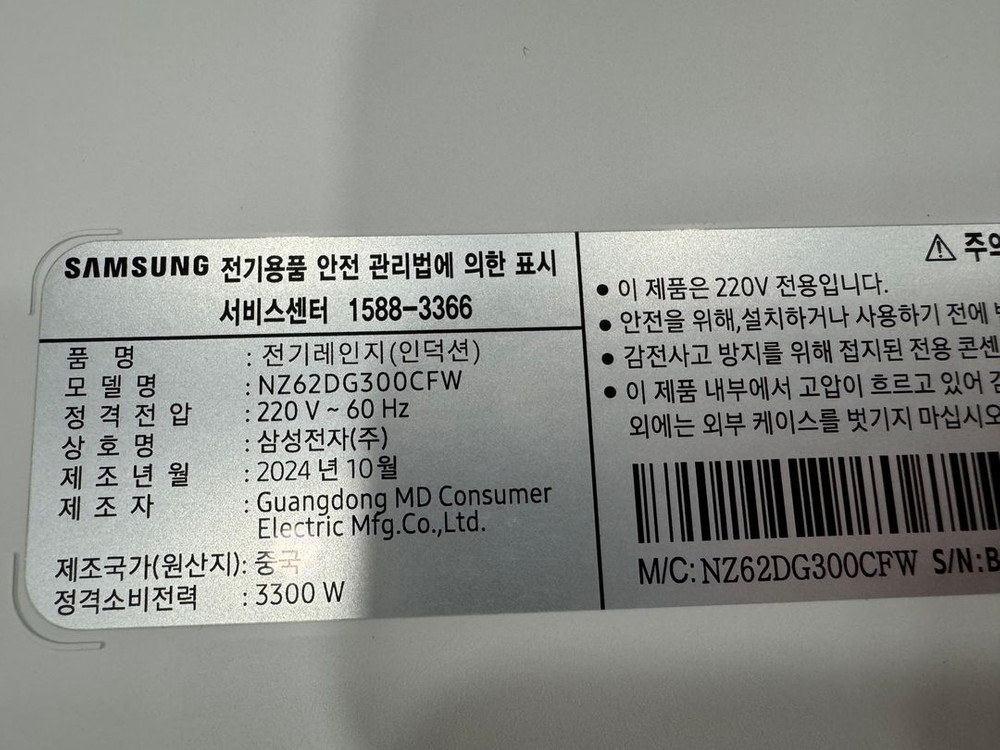 SAMSUNG 전기용품 안전 관리법에 의한 표시
서비스센터 1588-3366
품 명 : 전기레인지(인덕션)
모 델 명 : NZ62DG300CFW
정 격 전 압 : 220 V ~ 60 Hz
상 호 명 : 삼성전자(주)
제 조 년 월 : 2024 년 10 월
제 조 자 : Guangdong MD Consumer
Electric Mfg.Co.,Ltd.
제조국가(원산지): 중국
정격소비전력 : 3300 W
⚠ 주의
● 이 제품은 220V 전용입니다.
● 안전을 위해,설치하거나 사용하기 전에
● 감전사고 방지를 위해 접지된 전용 콘센
● 이 제품 내부에서 고압이 흐르고 있어
외에는 외부 케이스를 벗기지 마십시오
M/C: NZ62DG300CFW S/N:B